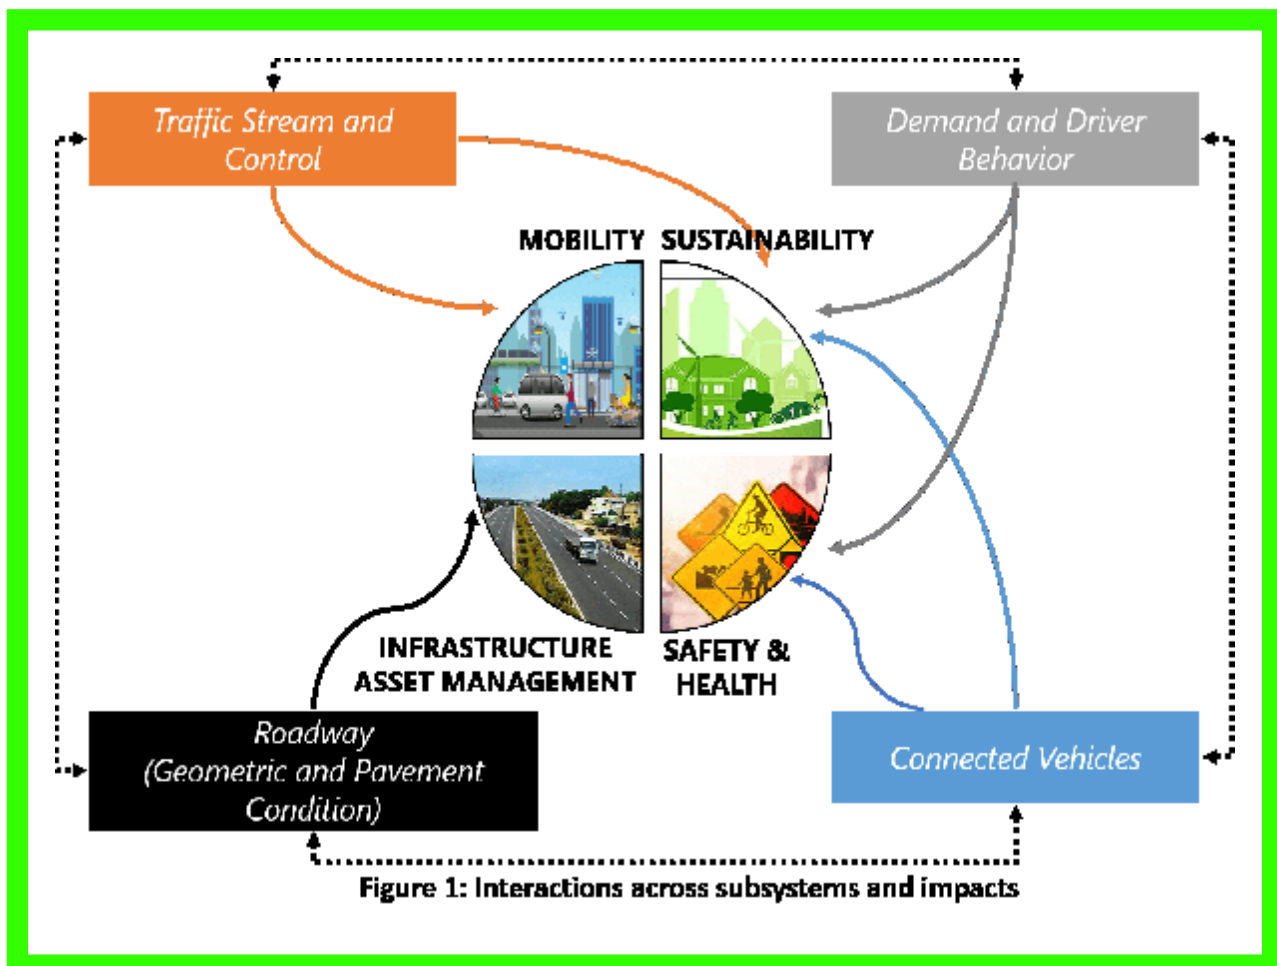 Traffic Stream and
Control
Demand and Driver
Behavior
MOBILITY
SUSTAINABILITY
INFRASTRUCTURE
ASSET MANAGEMENT
SAFETY &
HEALTH
Roadway
(Geometric and Pavement
Condition)
Connected Vehicles
Figure 1: Interactions across subsystems and impacts